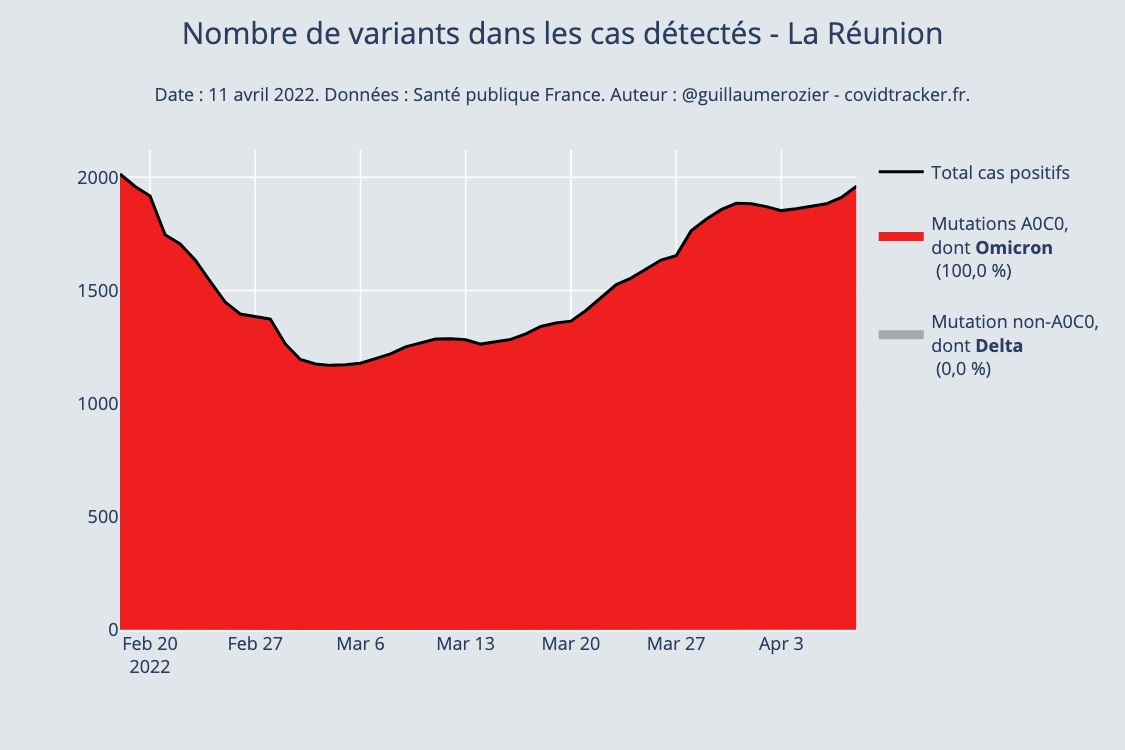 Nombre de variants dans les cas détectés - La Réunion
Date : 11 avril 2022. Données : Santé publique France. Auteur : @guillaumerozier - covidtracker.fr.
2000
1500
1000
500
0
Feb 20
2022
Feb 27
Mar 6
Mar 13
Mar 20
Mar 27
Apr 3
Total cas positifs
Mutations A0C0,
dont Omicron
(100,0 %)
Mutation non-A0C0,
dont Delta
(0,0 %)